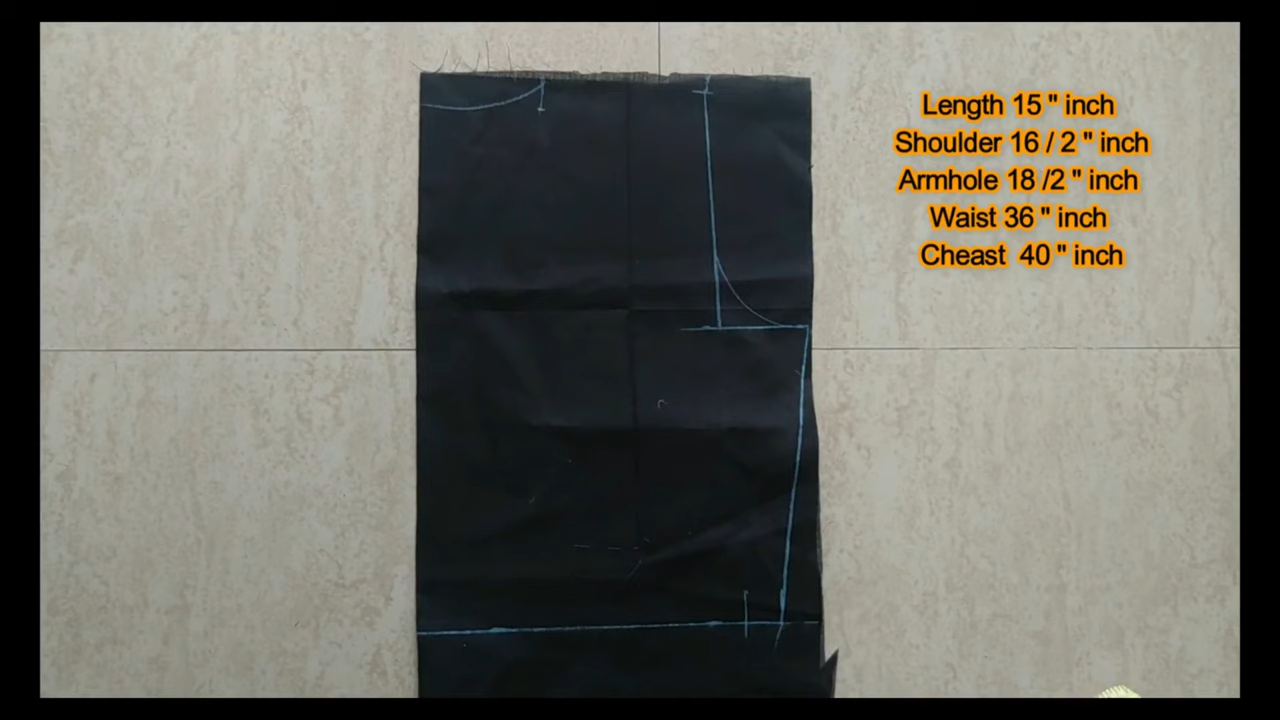 Length 15 " inch
Shoulder 16 / 2 " inch
Armhole 18 /2 " inch
Waist 36 " inch
Cheast 40 " inch